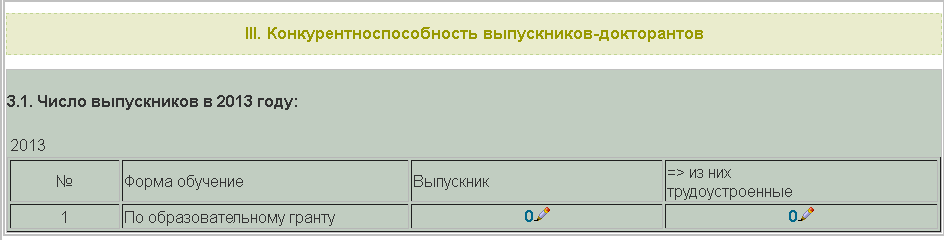 III. Конкурентноспособность выпускников-докторантов
3.1. Число выпускников в 2013 году:
2013
№ Форма обучение Выпускник => из них
трудоустроенные
1 По образовательному гранту 0 0